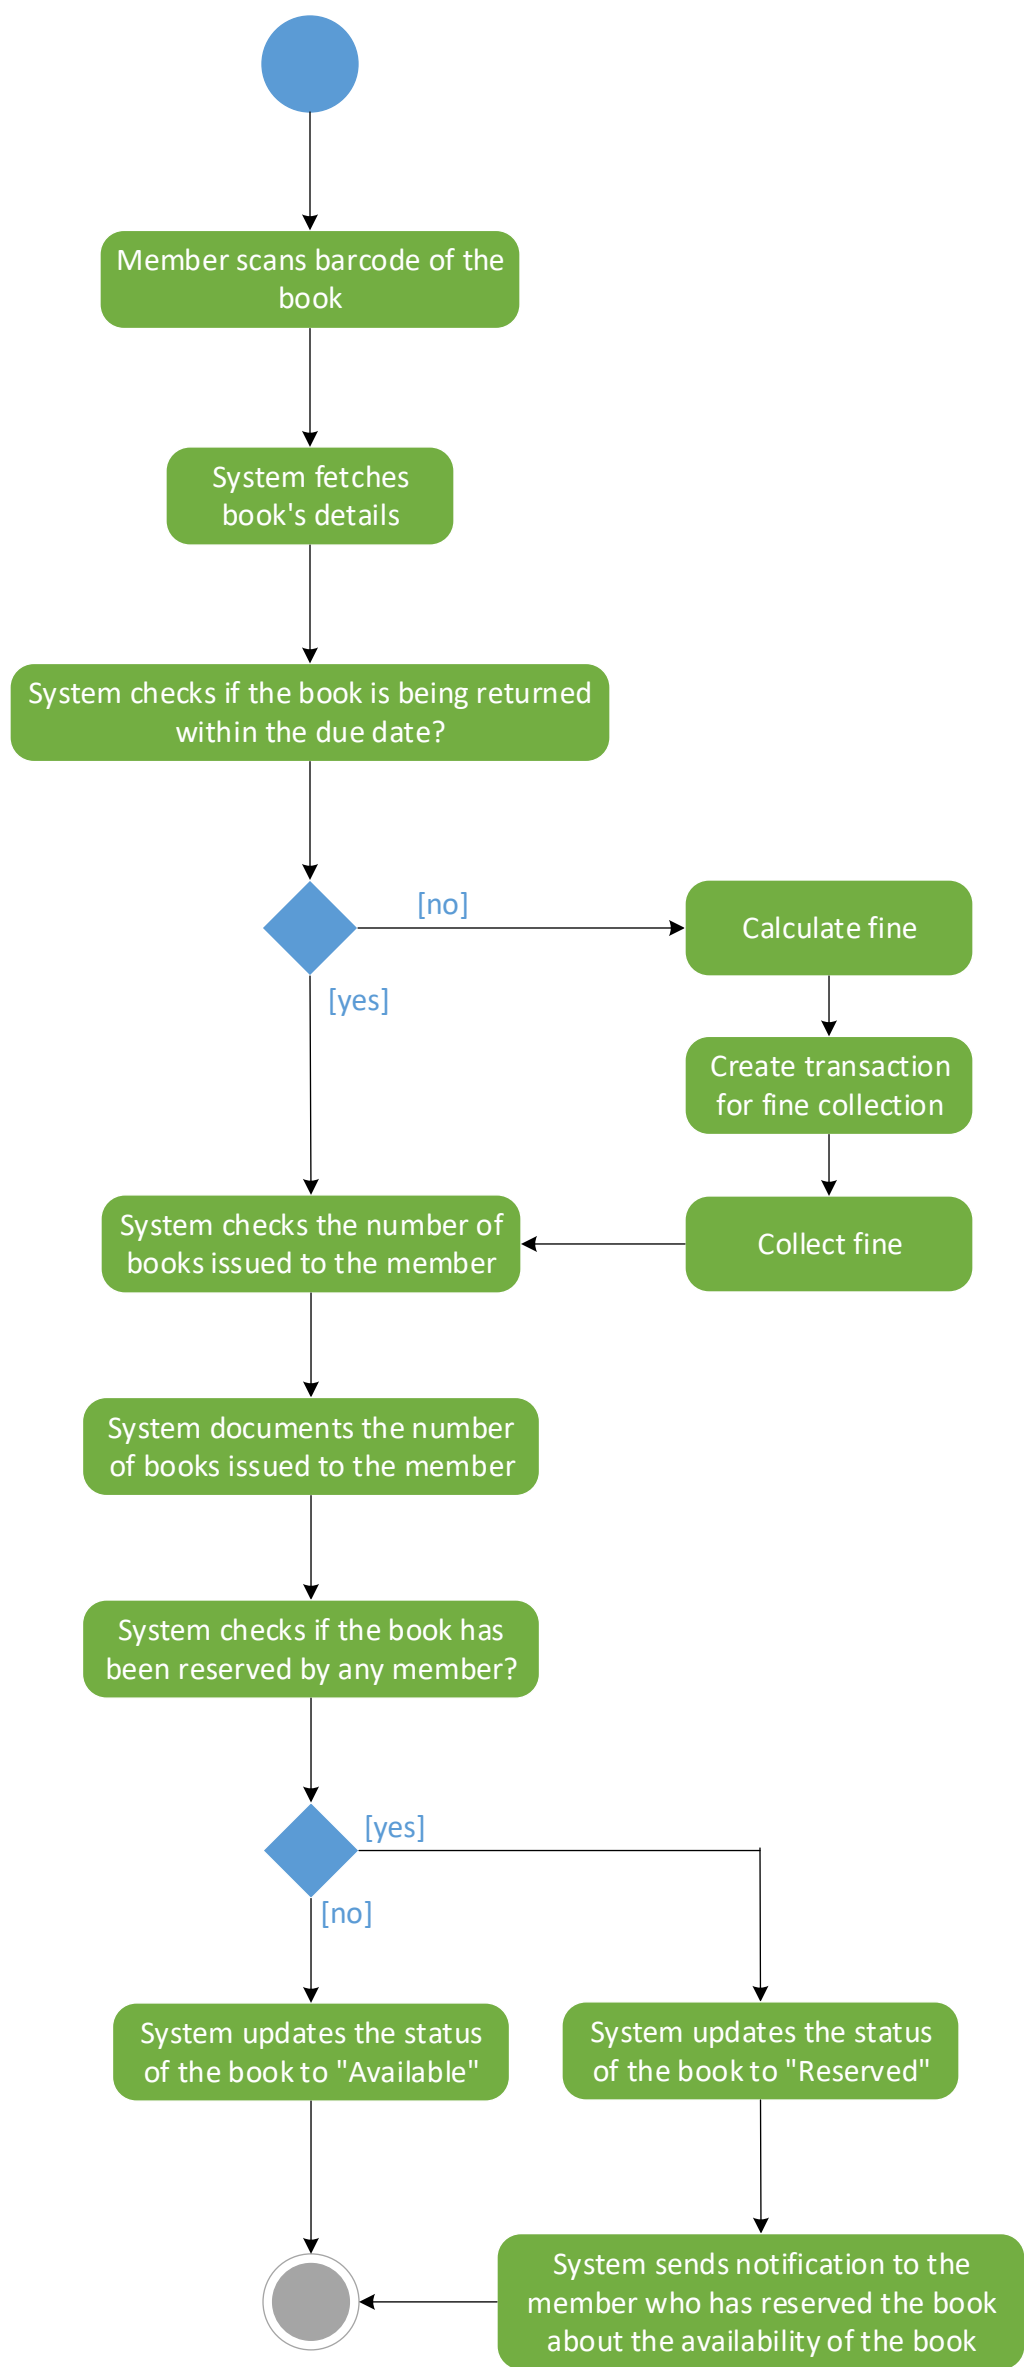 Member scans barcode of the
book
System fetches
book's details
System checks if the book is being returned
within the due date?
[no]
Calculate fine
[yes]
Create transaction
for fine collection
System checks the number of
books issued to the member
Collect fine
System documents the number
of books issued to the member
System checks if the book has
been reserved by any member?
[yes]
[no]
System updates the status
of the book to "Available"
System updates the status
of the book to "Reserved"
System sends notification to the
member who has reserved the book
about the availability of the book